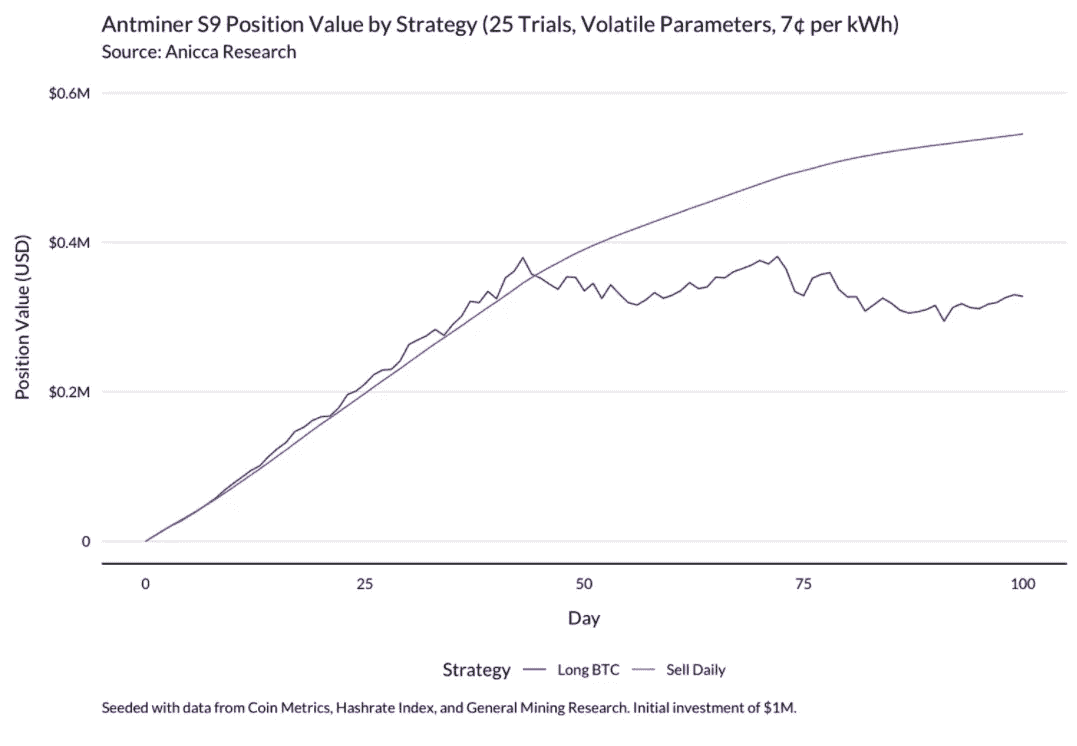 Antminer S9 Position Value by Strategy (25 Trials, Volatile Parameters, 7¢ per kWh)
Source: Anicca Research
$0.6M
$0.4M
$0.2M
0
Position Value (USD)
0 25 50 75 100
Day
Strategy Long BTC Sell Daily
Seeded with data from Coin Metrics, Hashrate Index, and General Mining Research. Initial investment of $1M.